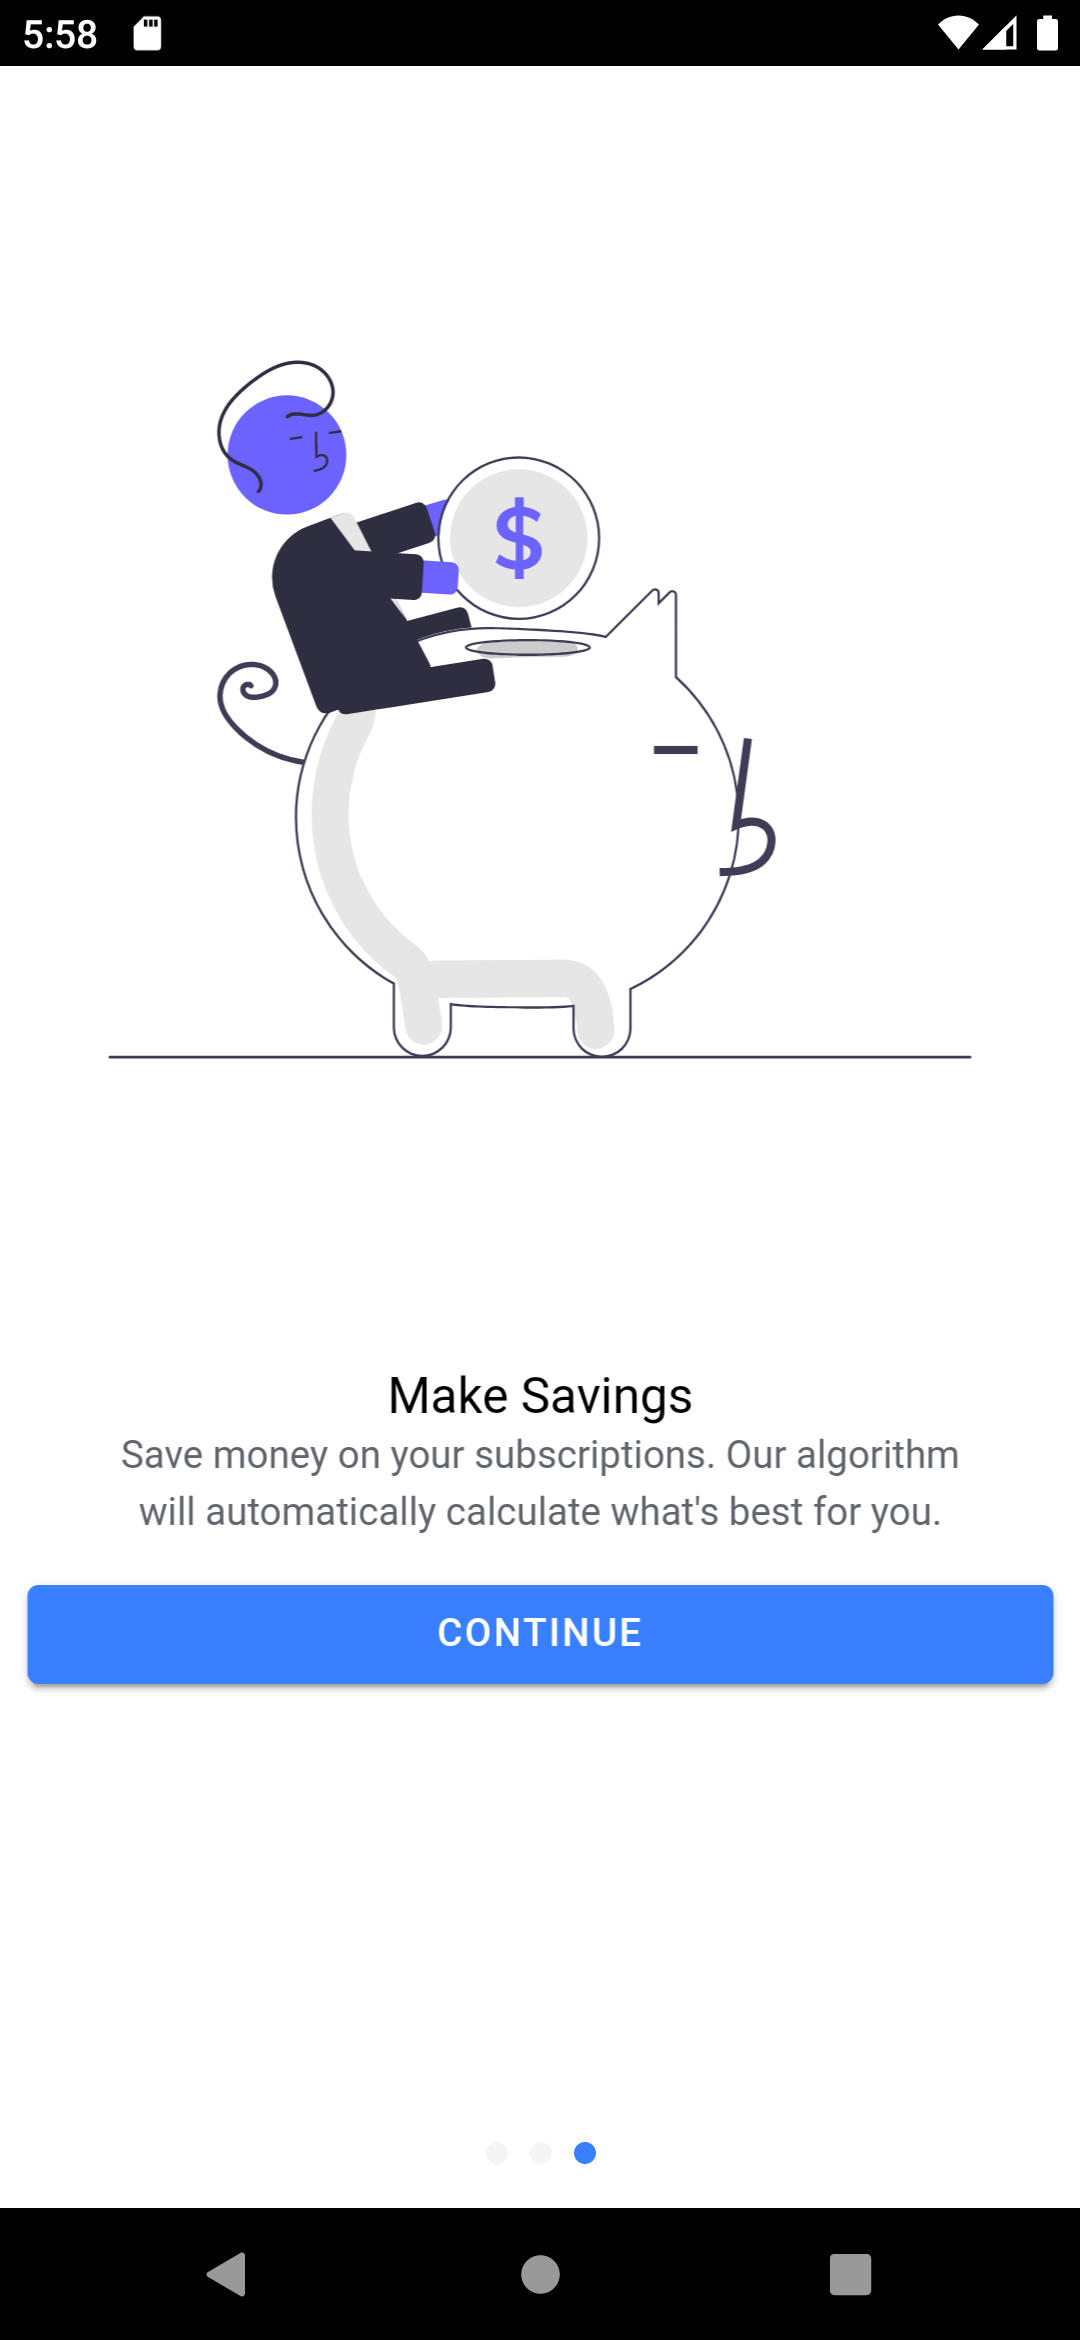 5:58
$
Make Savings
Save money on your subscriptions. Our algorithm
will automatically calculate what's best for you.
CONTINUE